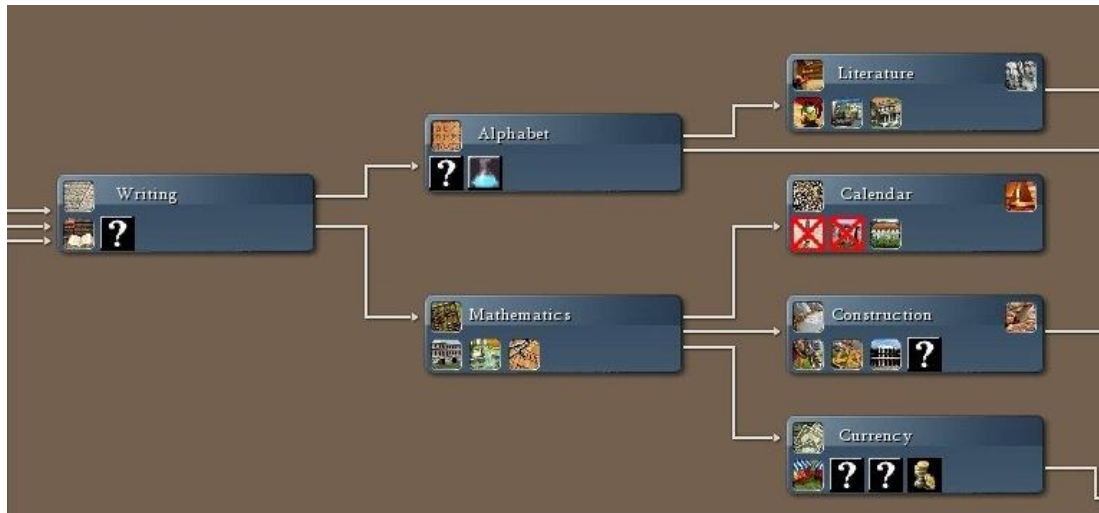 Literature
Alphabet
?
Writing
?
Calendar
Mathematics
Construction
?
Currency
? ?